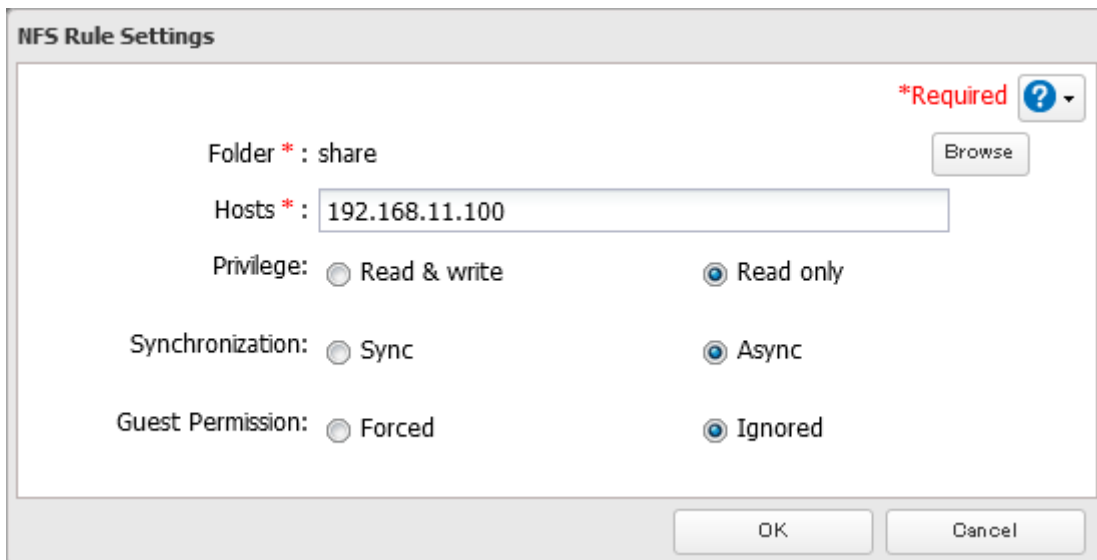 NFS Rule Settings
*Required ?
Folder * : share Browse
Hosts * : 192.168.11.100
Privilege: Read & write Read only
Synchronization: Sync Async
Guest Permission: Forced Ignored
OK Cancel